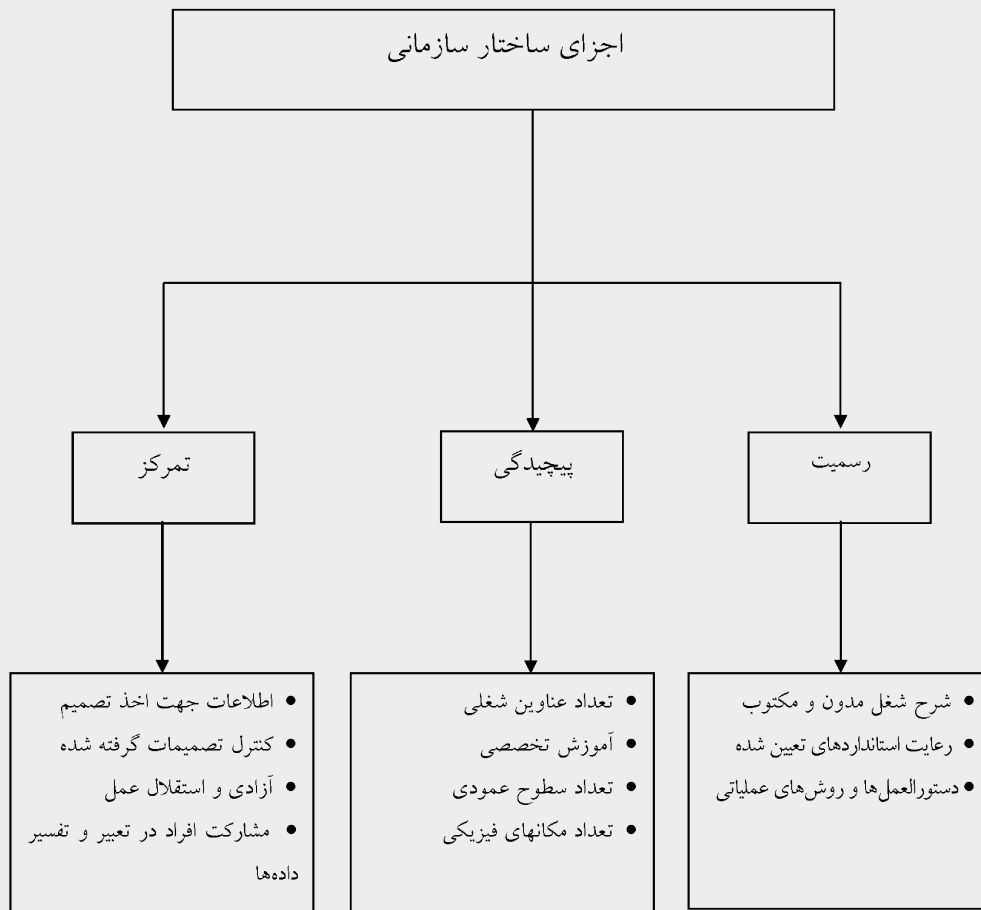 اجزای ساختار سازمانی
رسمیت
پیچیدگی
تمرکز
• شرح شغل مدون و مکتوب
• رعایت استانداردهای تعیین شده
• دستورالعمل‌ها و روش‌های عملیاتی
• تعداد عناوین شغلی
• آموزش تخصصی
• تعداد سطوح عمودی
• تعداد مکانهای فیزیکی
• اطلاعات جهت اخذ تصمیم
• کنترل تصمیمات گرفته شده
• آزادی و استقلال عمل
• مشارکت افراد در تعبیر و تفسیر
داده‌ها